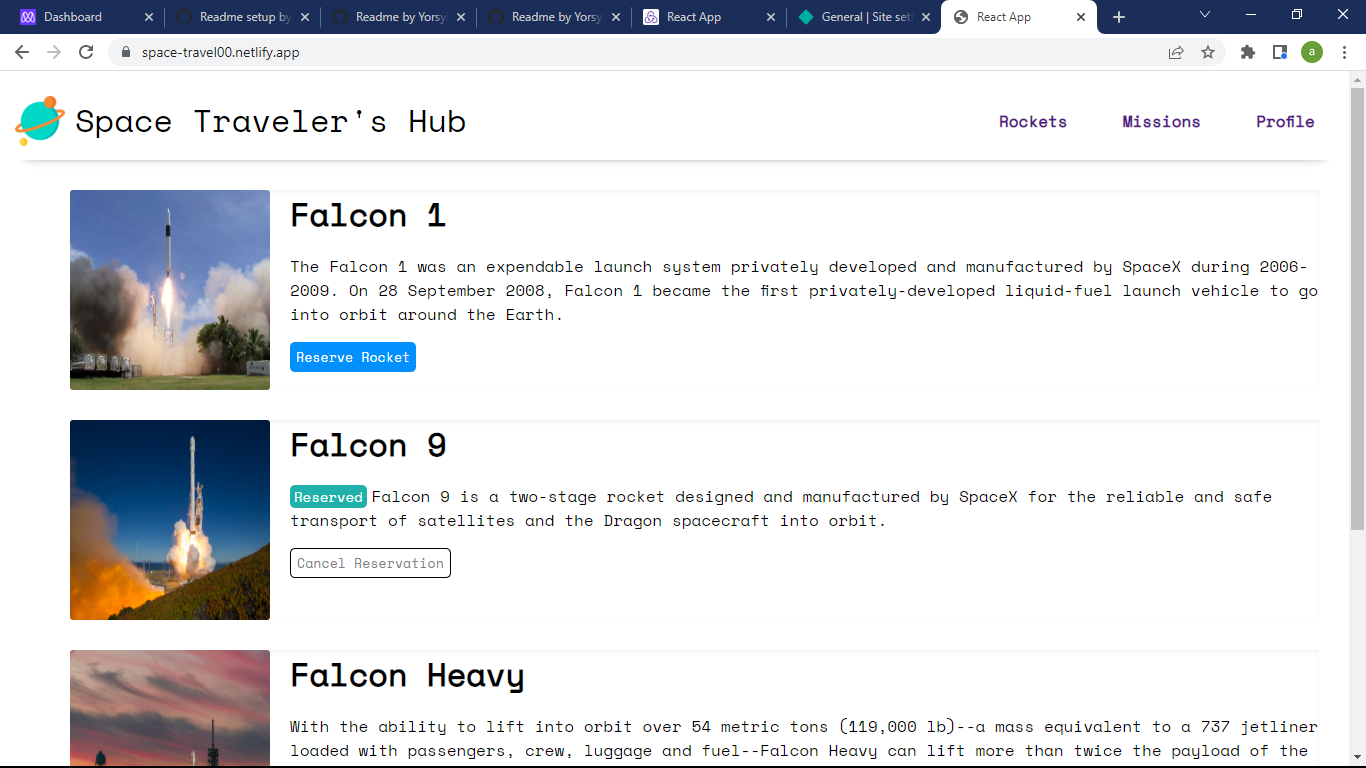 Dashboard
Readme setup by
Readme by Yorsy
Readme by Yorsy
React App
General | Site sett
React App
space-travel00.netlify.app
a
Space Traveler's Hub
Rockets
Missions
Profile
Falcon 1
The Falcon 1 was an expendable launch system privately developed and manufactured by SpaceX during 2006-
2009. On 28 September 2008, Falcon 1 became the first privately-developed liquid-fuel launch vehicle to go
into orbit around the Earth.
Reserve Rocket
Falcon 9
Reserved Falcon 9 is a two-stage rocket designed and manufactured by SpaceX for the reliable and safe
transport of satellites and the Dragon spacecraft into orbit.
Cancel Reservation
Falcon Heavy
With the ability to lift into orbit over 54 metric tons (119,000 lb)--a mass equivalent to a 737 jetliner
loaded with passengers, crew, luggage and fuel--Falcon Heavy can lift more than twice the payload of the